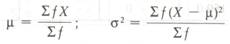 μ = ΣfX / Σf ; σ² = Σf(X − μ)² / Σf